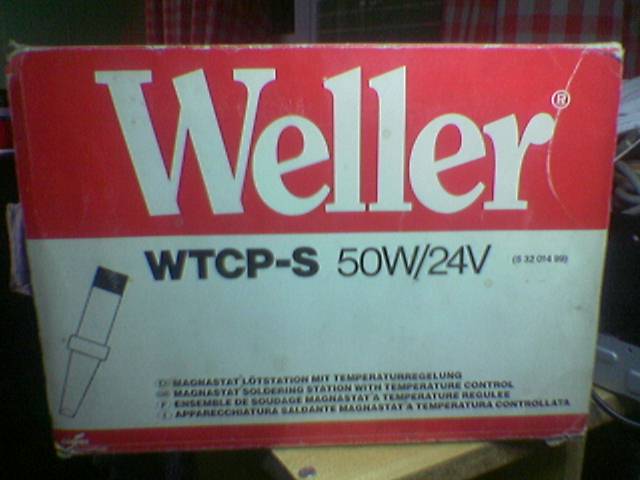 Weller®
WTCP-S 50W/24V (S 32 014 99)
D MAGNASTAT LÖTSTATION MIT TEMPERATURREGELUNG
GB MAGNASTAT SOLDERING STATION WITH TEMPERATURE CONTROL
F ENSEMBLE DE SOUDAGE MAGNASTAT A TEMPERATURE REGULEE
I APPARECCHIATURA SALDANTE MAGNASTAT A TEMPERATURA CONTROLLATA